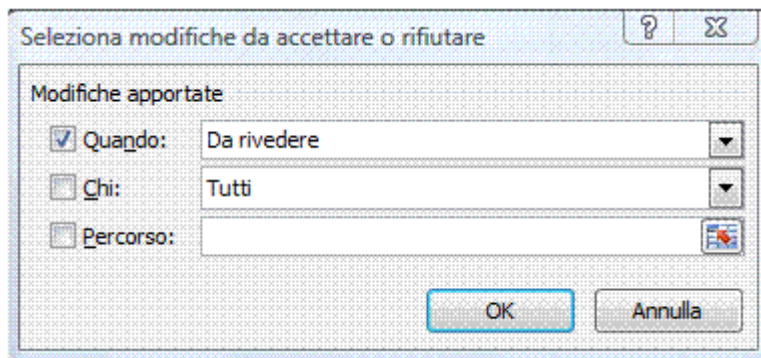 Seleziona modifiche da accettare o rifiutare
Modifiche apportate
Quando: Da rivedere
Chi: Tutti
Percorso:
OK Annulla